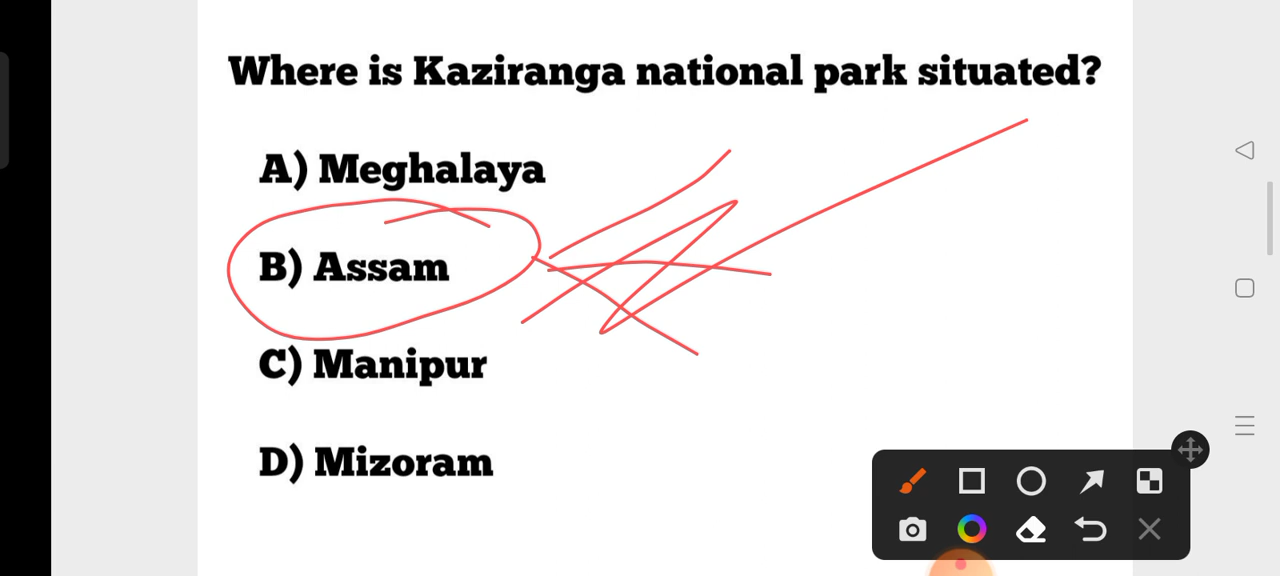 Where is Kaziranga national park situated?
A) Meghalaya
B) Assam
C) Manipur
D) Mizoram